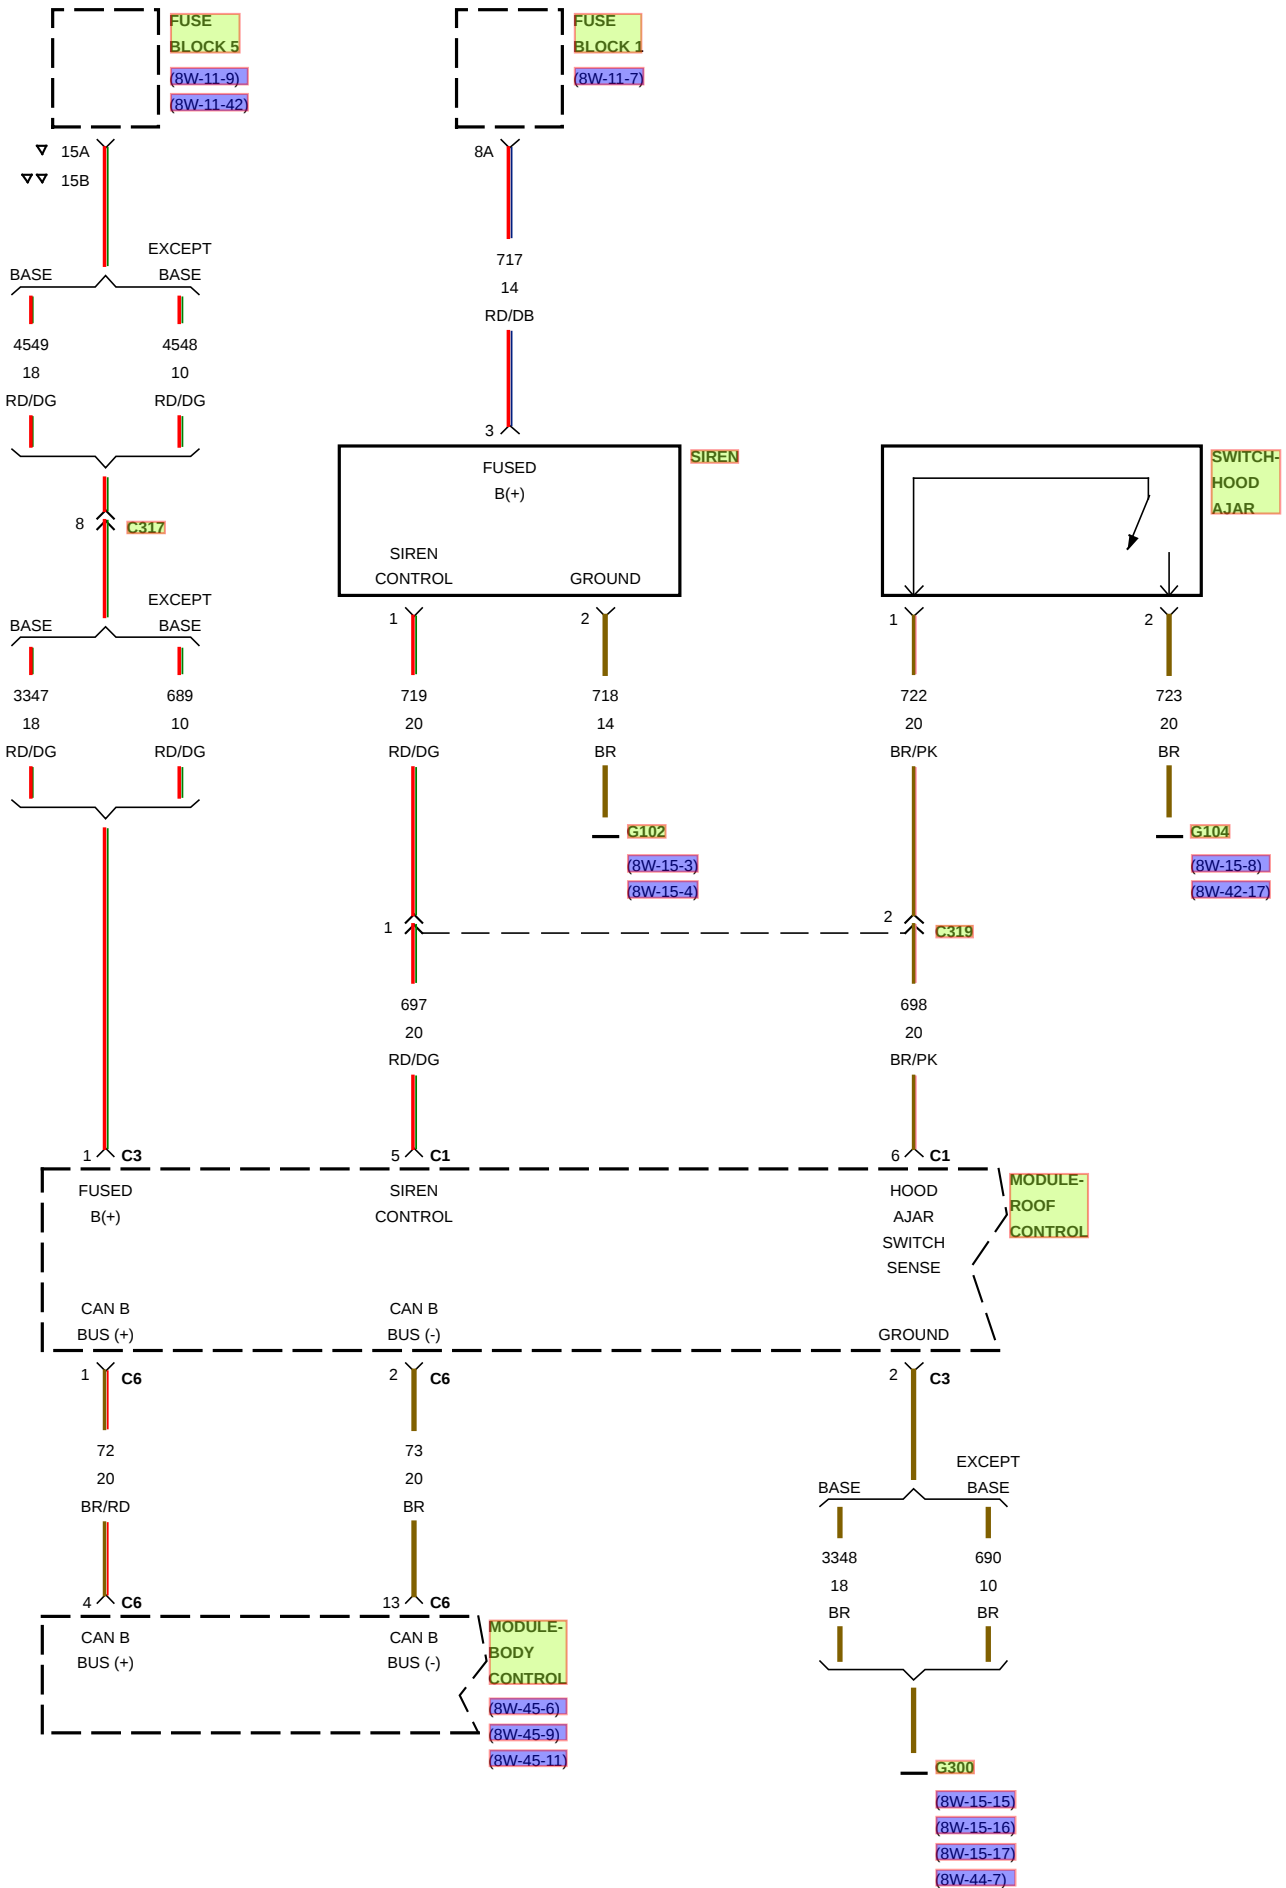 FUSE
BLOCK 5
(8W-11-9)
(8W-11-42)
FUSE
BLOCK 1
(8W-11-7)
15A
15B
8A
BASE
EXCEPT
BASE
4549
18
RD/DG
4548
10
RD/DG
717
14
RD/DB
3
8
C317
BASE
EXCEPT
BASE
3347
18
RD/DG
689
10
RD/DG
FUSED
B(+)
SIREN
CONTROL
GROUND
SIREN
SWITCH-
HOOD
AJAR
1
2
1
2
719
20
RD/DG
718
14
BR
722
20
BR/PK
723
20
BR
G102
(8W-15-3)
(8W-15-4)
G104
(8W-15-8)
(8W-42-17)
1
2
C319
697
20
RD/DG
698
20
BR/PK
1 C3
5 C1
6 C1
FUSED
B(+)
SIREN
CONTROL
HOOD
AJAR
SWITCH
SENSE
MODULE-
ROOF
CONTROL
CAN B
BUS (+)
CAN B
BUS (-)
GROUND
1 C6
2 C6
2 C3
72
20
BR/RD
73
20
BR
BASE
EXCEPT
BASE
3348
18
BR
690
10
BR
4 C6
13 C6
CAN B
BUS (+)
CAN B
BUS (-)
MODULE-
BODY
CONTROL
(8W-45-6)
(8W-45-9)
(8W-45-11)
G300
(8W-15-15)
(8W-15-16)
(8W-15-17)
(8W-44-7)